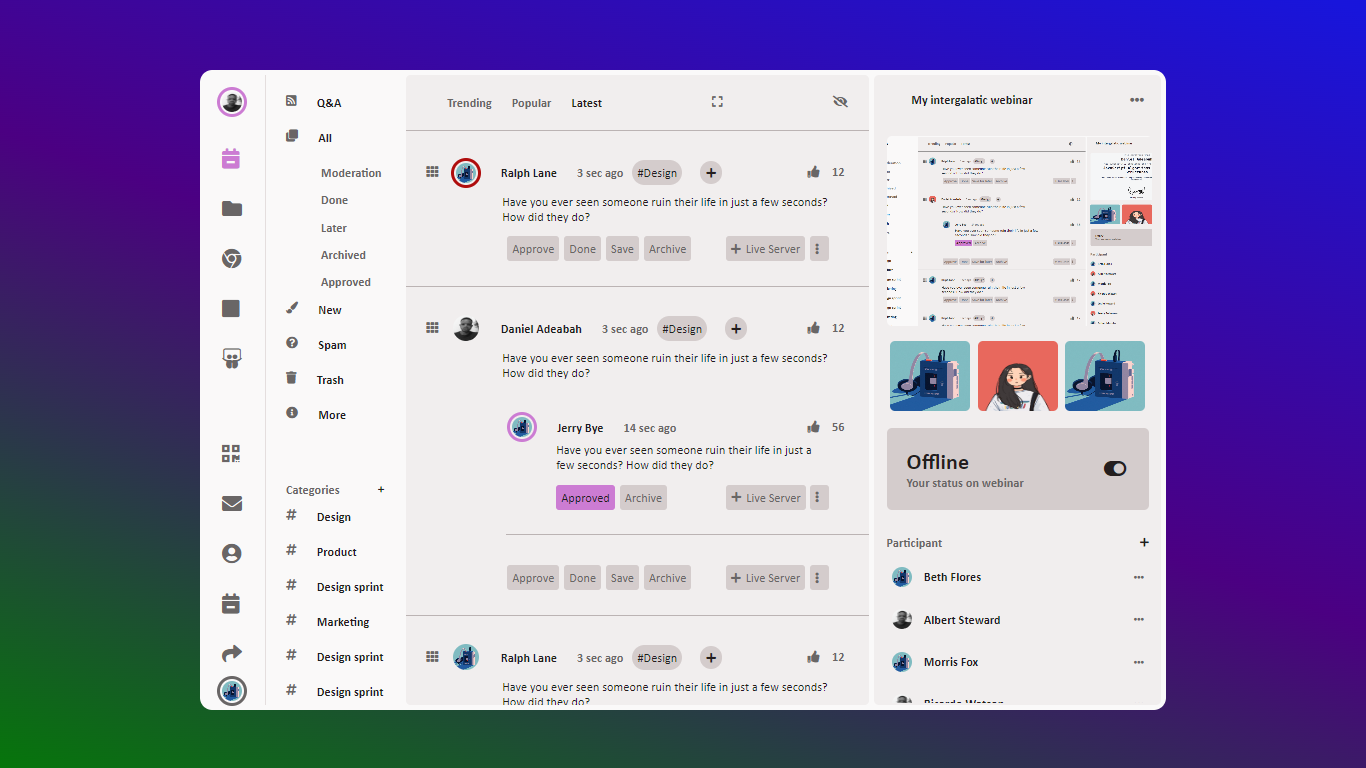 Q&A
All
Moderation
Done
Later
Archived
Approved
New
Spam
Trash
More
Categories +
# Design
# Product
# Design sprint
# Marketing
# Design sprint
# Design sprint
Trending Popular Latest
Ralph Lane 3 sec ago #Design + 12
Have you ever seen someone ruin their life in just a few seconds?
How did they do?
Approve Done Save Archive + Live Server
Daniel Adeabah 3 sec ago #Design + 12
Have you ever seen someone ruin their life in just a few seconds?
How did they do?
Jerry Bye 14 sec ago 56
Have you ever seen someone ruin their life in just a
few seconds? How did they do?
Approved Archive + Live Server
Approve Done Save Archive + Live Server
Ralph Lane 3 sec ago #Design + 12
Have you ever seen someone ruin their life in just a few seconds?
How did they do?
My intergalatic webinar
Offline
Your status on webinar
Participant +
Beth Flores
Albert Steward
Morris Fox
Ricardo Watson